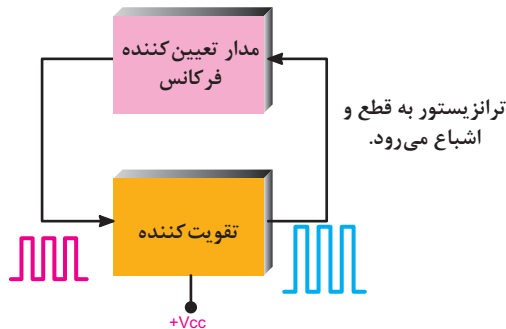 مدار تعیین کننده
فرکانس
ترانزیستور به قطع و
اشباع می‌رود.
تقویت کننده
+Vcc